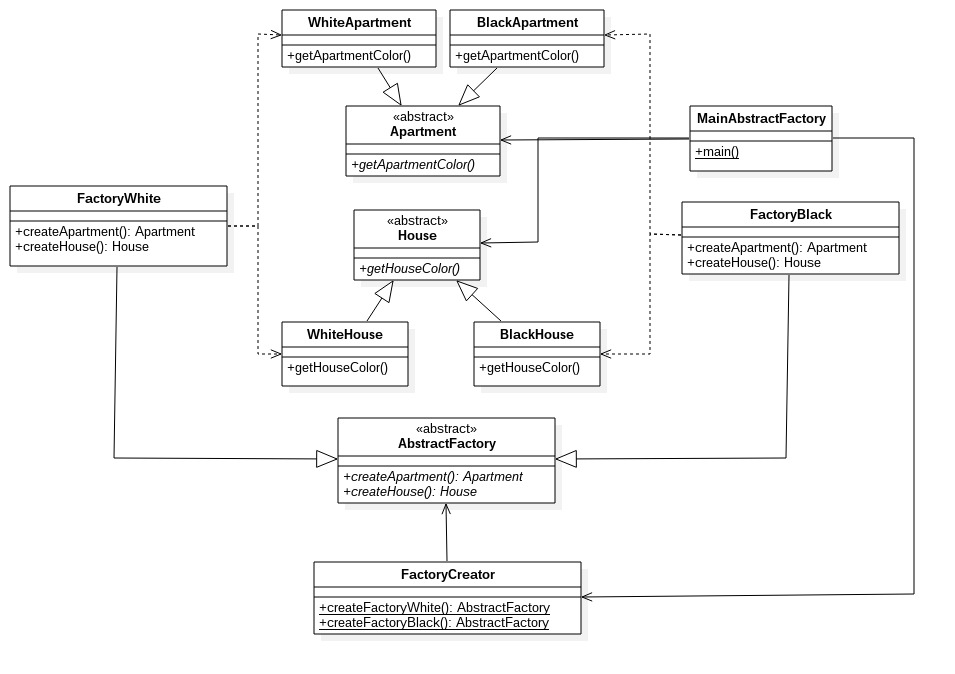 WhiteApartment
+getApartmentColor()
BlackApartment
+getApartmentColor()
«abstract»
Apartment
+getApartmentColor()
MainAbstractFactory
+main()
FactoryWhite
+createApartment(): Apartment
+createHouse(): House
«abstract»
House
+getHouseColor()
FactoryBlack
+createApartment(): Apartment
+createHouse(): House
WhiteHouse
+getHouseColor()
BlackHouse
+getHouseColor()
«abstract»
AbstractFactory
+createApartment(): Apartment
+createHouse(): House
FactoryCreator
+createFactoryWhite(): AbstractFactory
+createFactoryBlack(): AbstractFactory